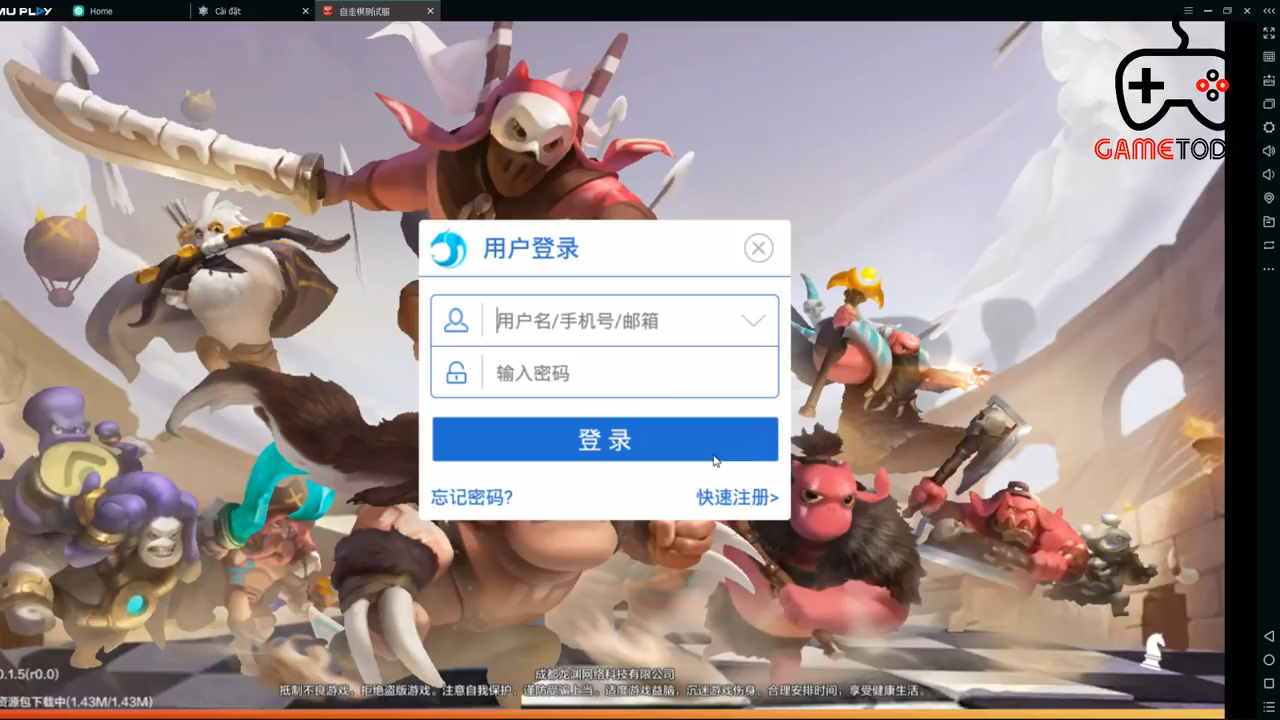 MU PLAY
Home
Cài đặt
自走棋测试服
GAMETOD
用户登录
用户名/手机号/邮箱
输入密码
登 录
忘记密码?
快速注册>
0.1.5(r0.0)
资源包下载中(1.43M/1.43M)
成都龙渊网络科技有限公司
抵制不良游戏，拒绝盗版游戏。注意自我保护，谨防受骗上当。适度游戏益脑，沉迷游戏伤身。合理安排时间，享受健康生活。